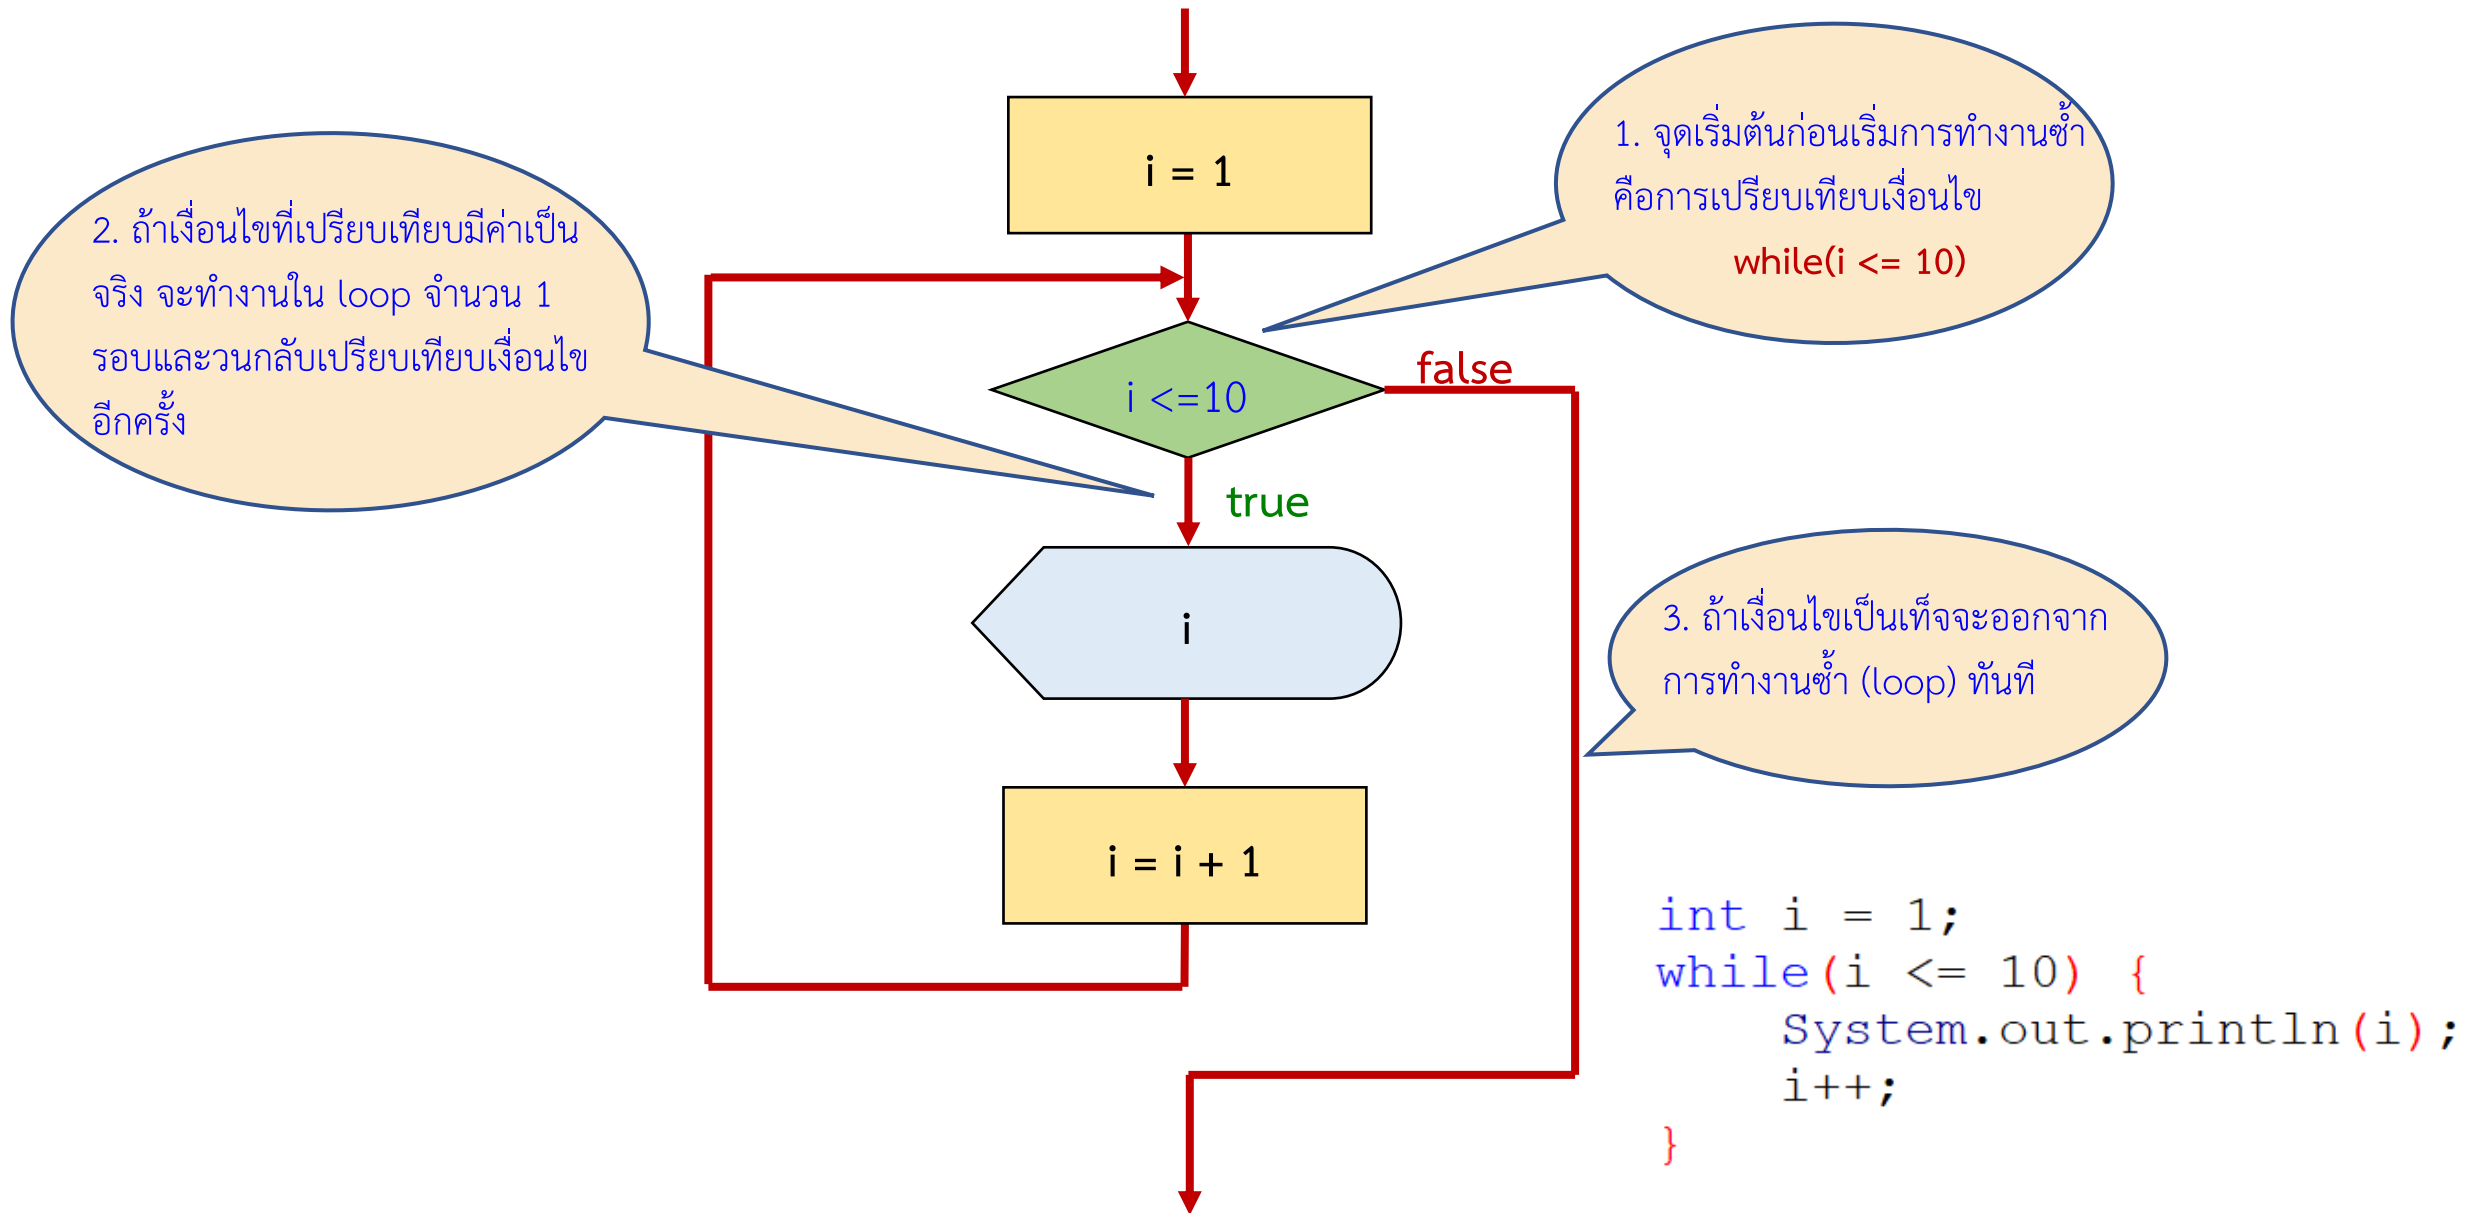 i = 1
1. จุดเริ่มต้นก่อนเริ่มการทำงานซ้ำ
คือการเปรียบเทียบเงื่อนไข
while(i <= 10)
2. ถ้าเงื่อนไขที่เปรียบเทียบมีค่าเป็น
จริง จะทำงานใน loop จำนวน 1
รอบและวนกลับเปรียบเทียบเงื่อนไข
อีกครั้ง
i <=10
false
true
i
3. ถ้าเงื่อนไขเป็นเท็จจะออกจาก
การทำงานซ้ำ (loop) ทันที
i = i + 1
int i = 1;
while(i <= 10) {
System.out.println(i);
i++;
}